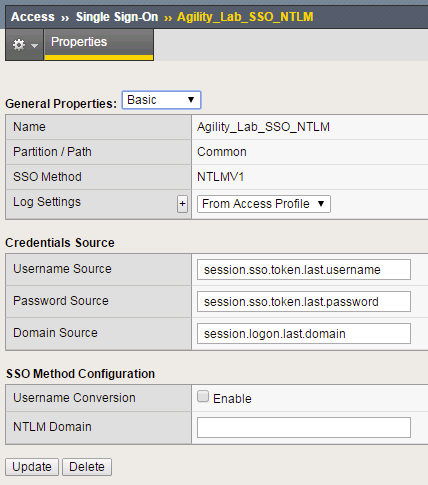 Access ›› Single Sign-On ›› Agility_Lab_SSO_NTLM
Properties
General Properties: Basic
Name Agility_Lab_SSO_NTLM
Partition / Path Common
SSO Method NTLMV1
Log Settings + From Access Profile
Credentials Source
Username Source session.sso.token.last.username
Password Source session.sso.token.last.password
Domain Source session.logon.last.domain
SSO Method Configuration
Username Conversion Enable
NTLM Domain
Update Delete